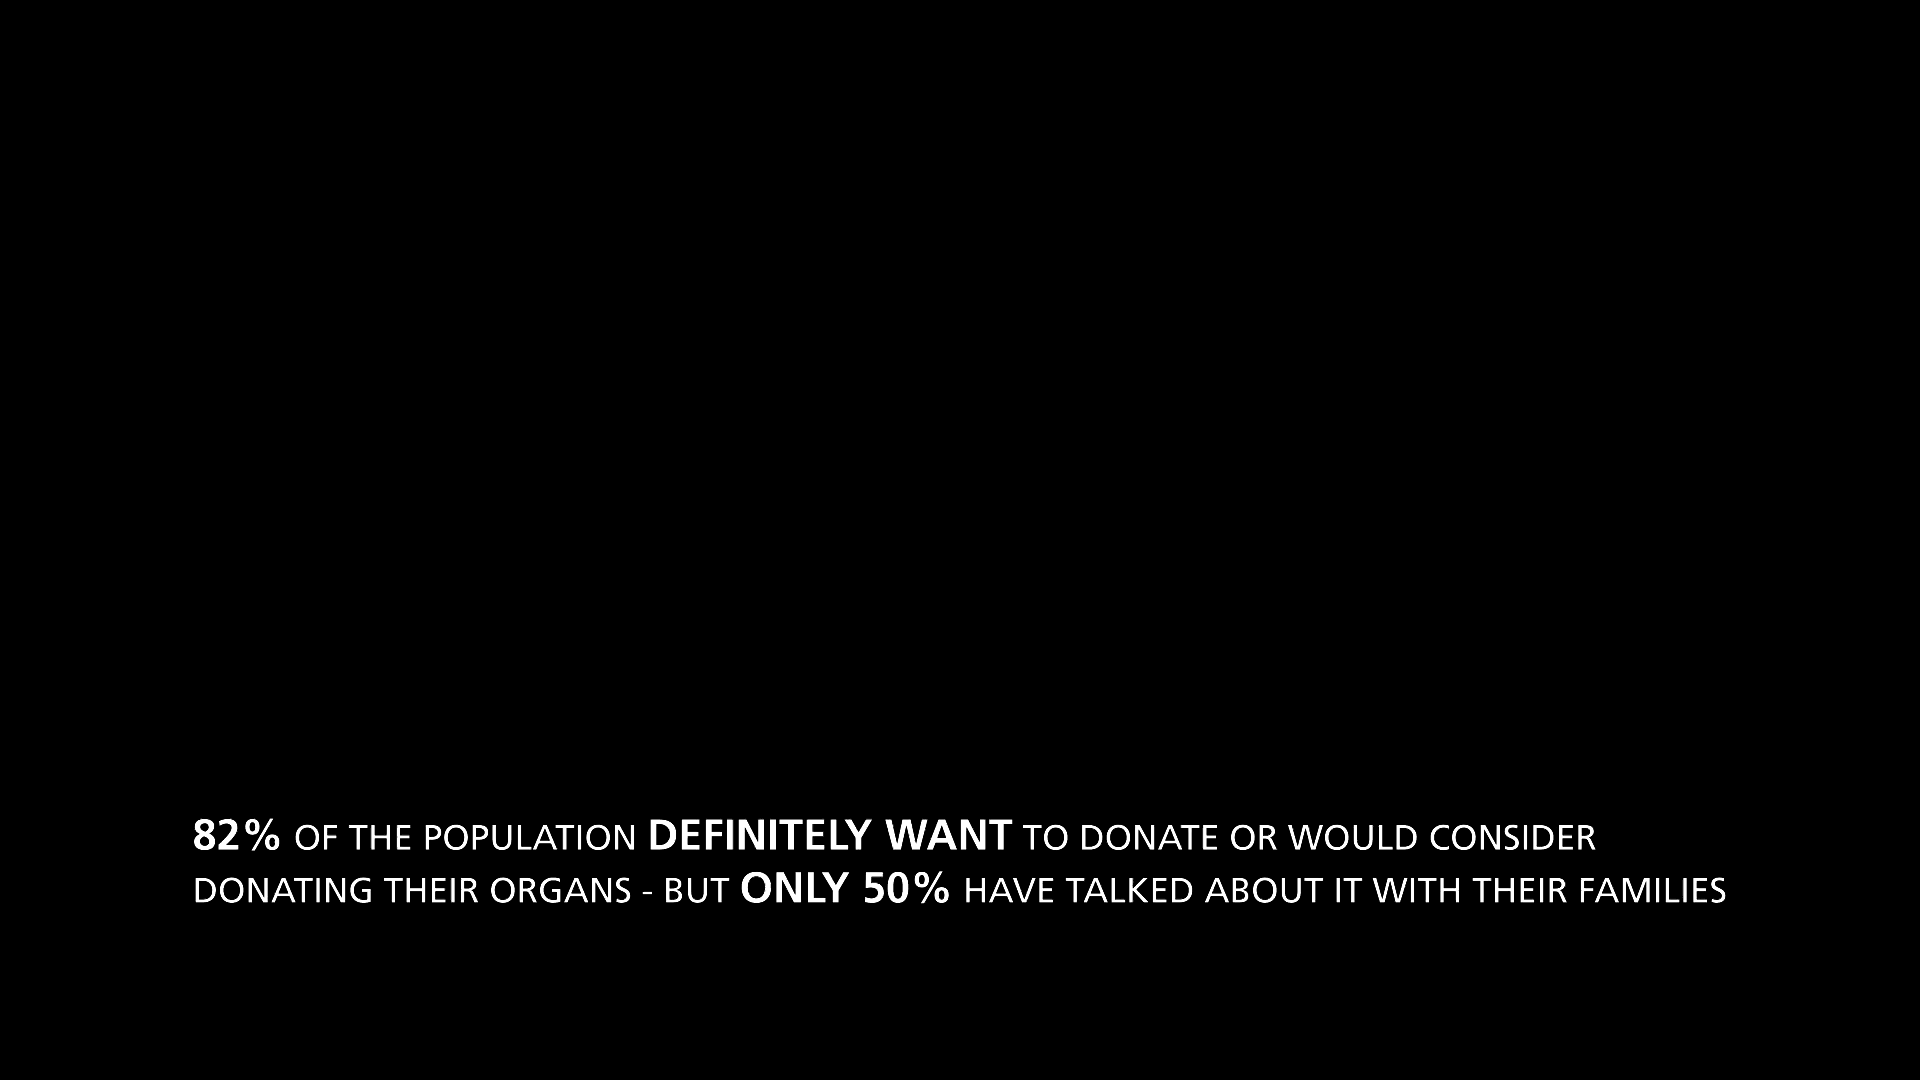 82% OF THE POPULATION DEFINITELY WANT TO DONATE OR WOULD CONSIDER
DONATING THEIR ORGANS - BUT ONLY 50% HAVE TALKED ABOUT IT WITH THEIR FAMILIES